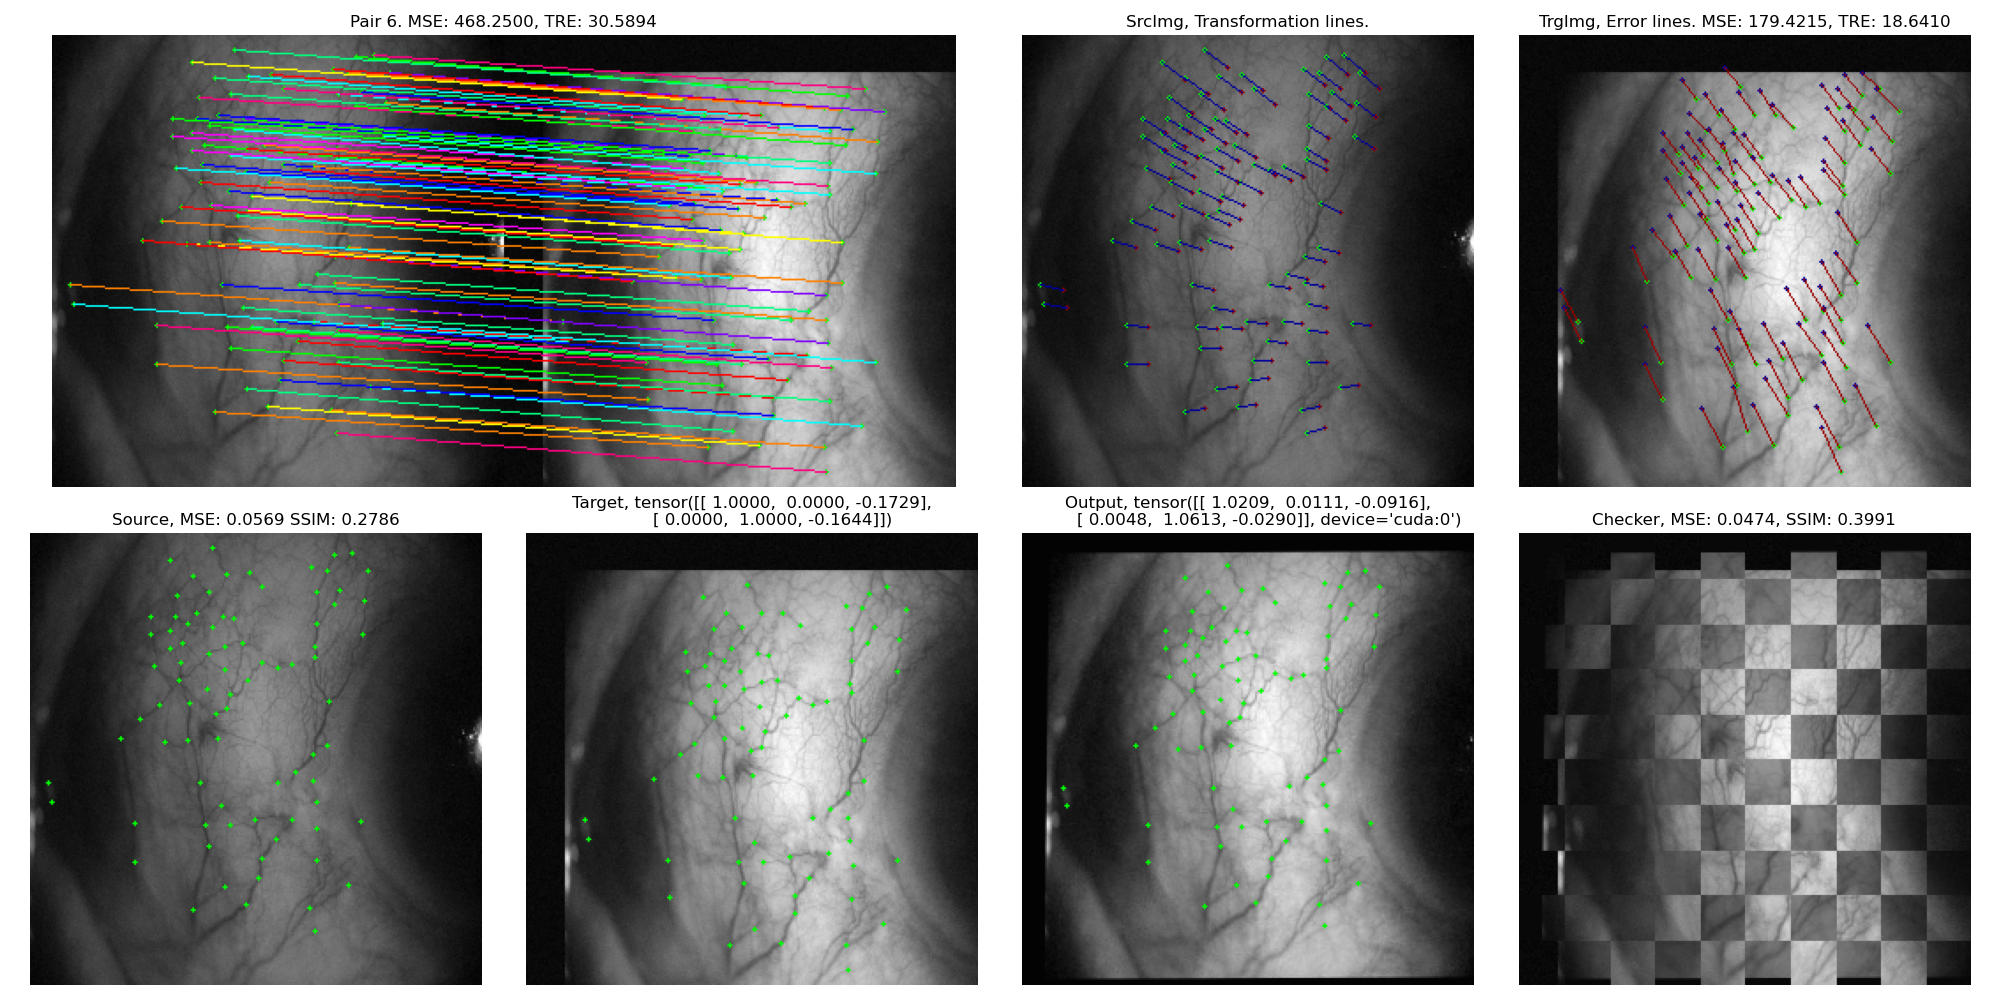 Pair 6. MSE: 468.2500, TRE: 30.5894
SrcImg, Transformation lines.
TrgImg, Error lines. MSE: 179.4215, TRE: 18.6410
Source, MSE: 0.0569 SSIM: 0.2786
Target, tensor([[ 1.0000,  0.0000, -0.1729],
[ 0.0000,  1.0000, -0.1644]])
Output, tensor([[ 1.0209,  0.0111, -0.0916],
[ 0.0048,  1.0613, -0.0290]], device='cuda:0')
Checker, MSE: 0.0474, SSIM: 0.3991